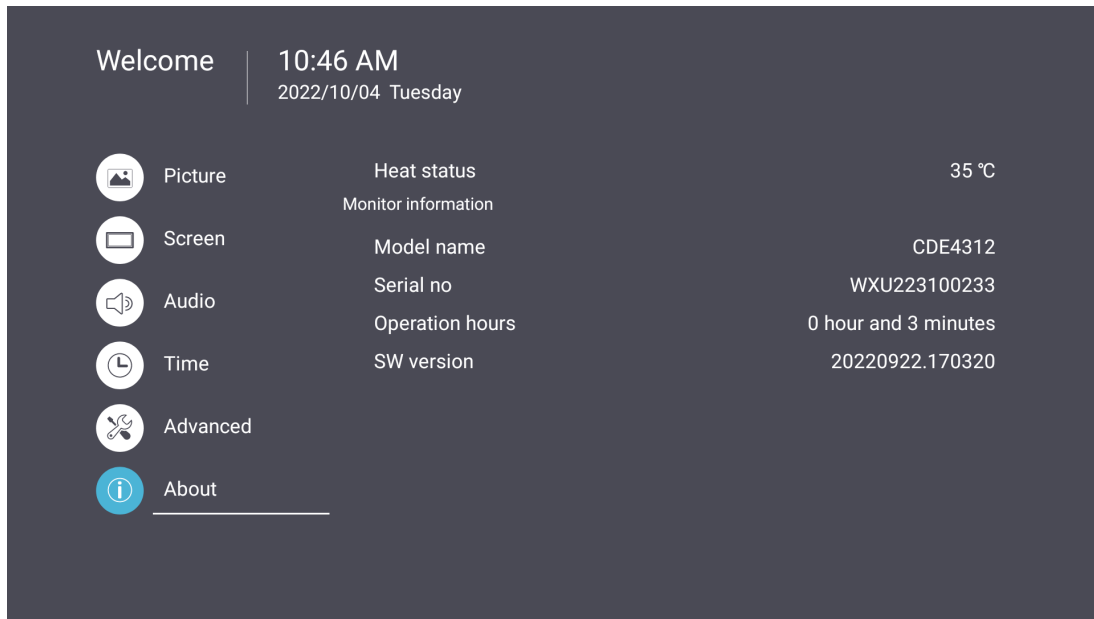 Welcome
10:46 AM
2022/10/04 Tuesday
Picture
Screen
Audio
Time
Advanced
About
Heat status 35 ℃
Monitor information
Model name CDE4312
Serial no WXU223100233
Operation hours 0 hour and 3 minutes
SW version 20220922.170320